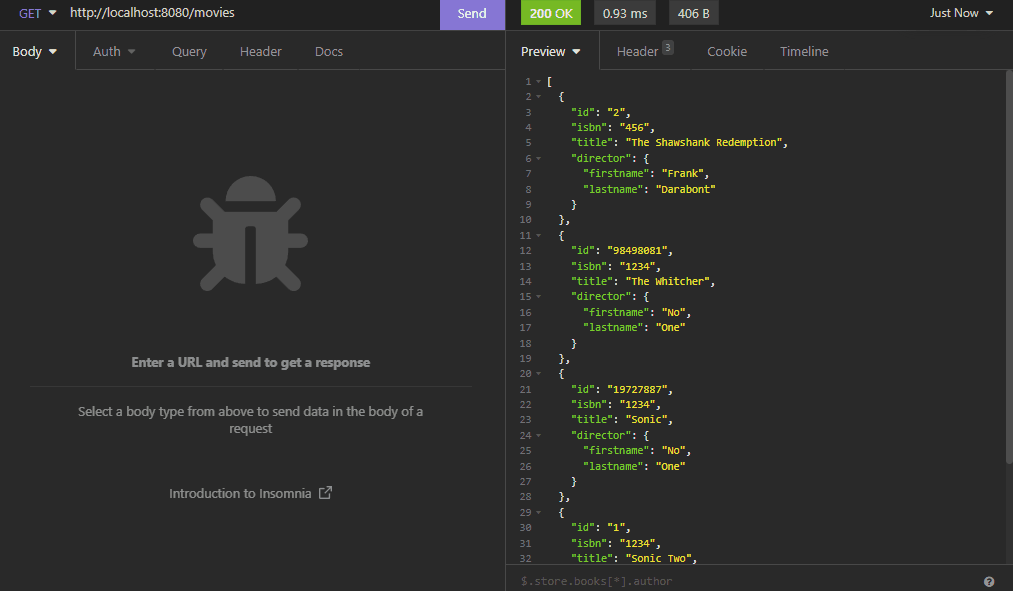 GET http://localhost:8080/movies Send 200 OK 0.93 ms 406 B Just Now
Body Auth Query Header Docs
Enter a URL and send to get a response
Select a body type from above to send data in the body of a
request
Introduction to Insomnia
Preview Header 3 Cookie Timeline
1 [
2 {
3 "id": "2",
4 "isbn": "456",
5 "title": "The Shawshank Redemption",
6 "director": {
7 "firstname": "Frank",
8 "lastname": "Darabont"
9 }
10 },
11 {
12 "id": "98498081",
13 "isbn": "1234",
14 "title": "The Whitcher",
15 "director": {
16 "firstname": "No",
17 "lastname": "One"
18 }
19 },
20 {
21 "id": "19727887",
22 "isbn": "1234",
23 "title": "Sonic",
24 "director": {
25 "firstname": "No",
26 "lastname": "One"
27 }
28 },
29 {
30 "id": "1",
31 "isbn": "1234",
32 "title": "Sonic Two",
$.store.books[*].author ?